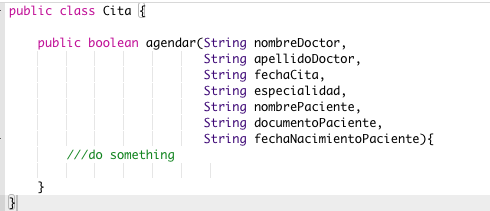 public class Cita {
public boolean agendar(String nombreDoctor,
String apellidoDoctor,
String fechaCita,
String especialidad,
String nombrePaciente,
String documentoPaciente,
String fechaNacimientoPaciente){
///do something
}
}